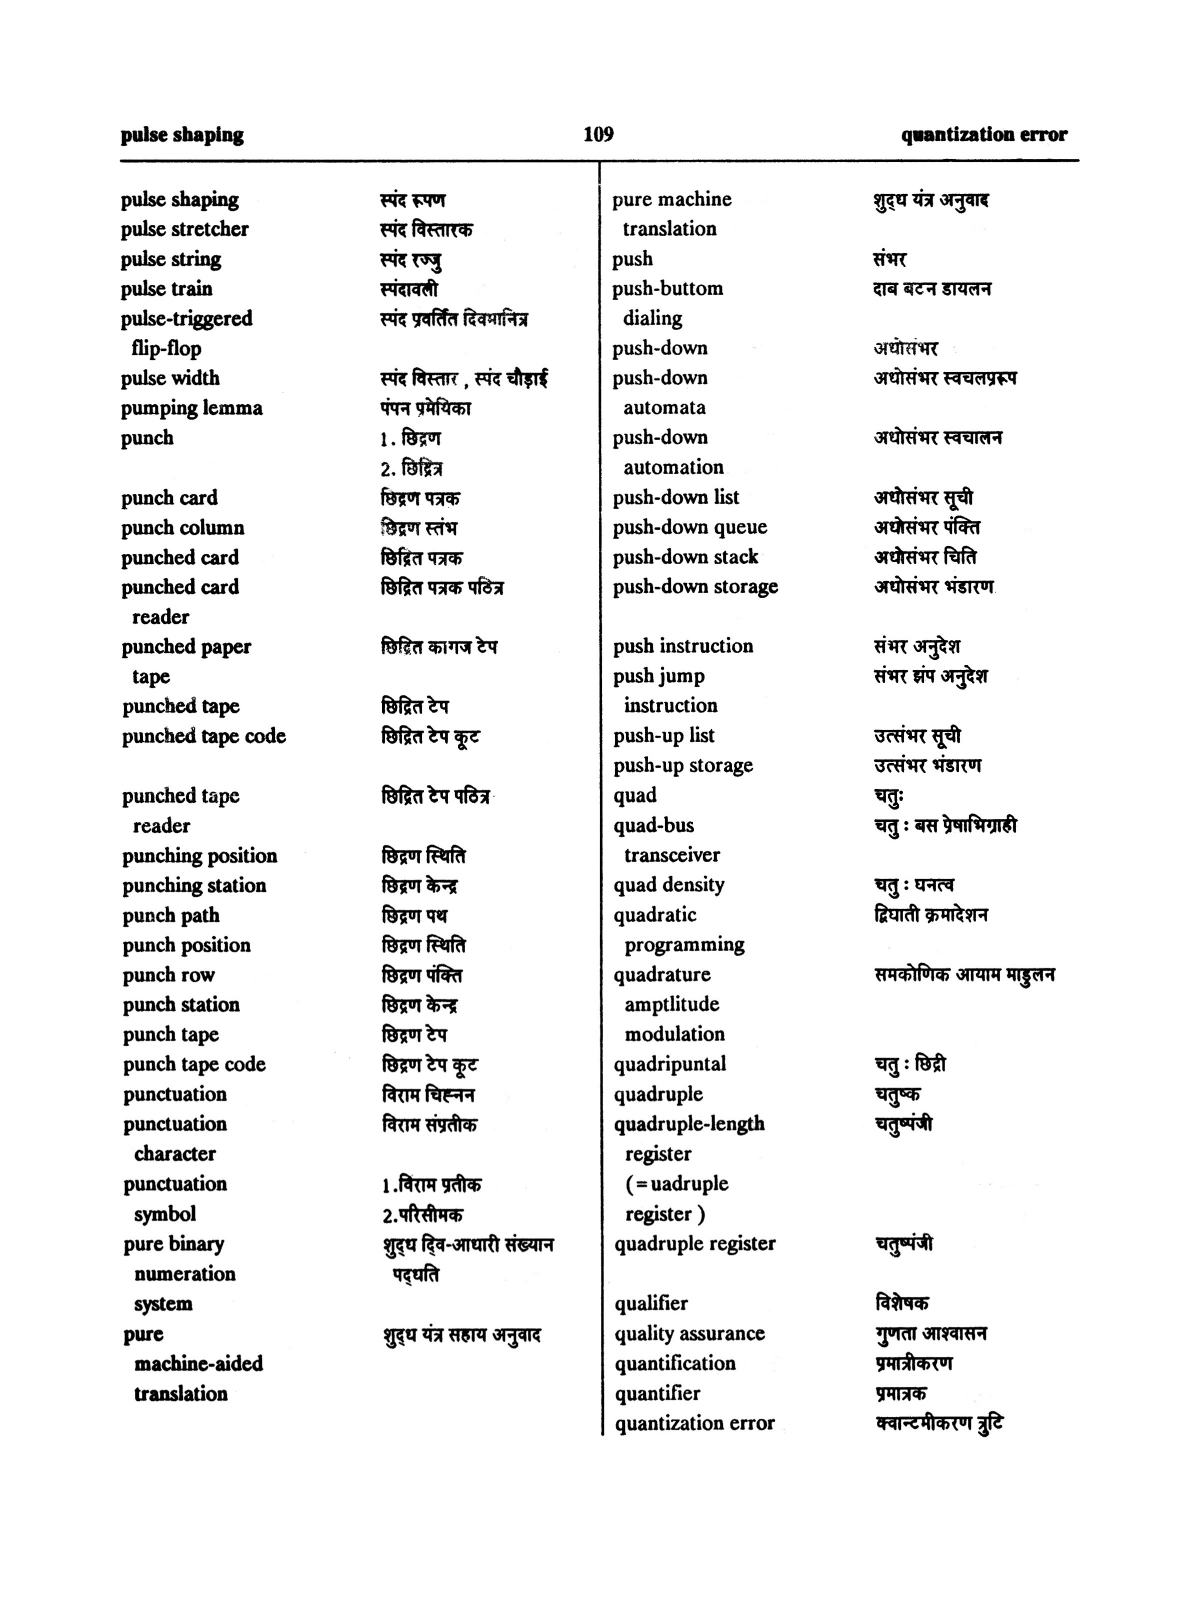 pulse shaping 109 quantization error
pulse shaping स्पंद रूपण
pulse stretcher स्पंद विस्तारक
pulse string स्पंद रज्जु
pulse train स्पंदावली
pulse-triggered स्पंद प्रवर्तित दि्वमानित्र
flip-flop
pulse width स्पंद विस्तार , स्पंद चौड़ाई
pumping lemma पंपन प्रमेयिका
punch 1. छिद्रण
2. छिद्रित्र
punch card छिद्रण पत्रक
punch column छिद्रण स्तंभ
punched card छिद्रित पत्रक
punched card छिद्रित पत्रक पठित्र
reader
punched paper छिद्रित कागज टेप
tape
punched tape छिद्रित टेप
punched tape code छिद्रित टेप कूट
punched tape छिद्रित टेप पठित्र
reader
punching position छिद्रण स्थिति
punching station छिद्रण केन्द्र
punch path छिद्रण पथ
punch position छिद्रण स्थिति
punch row छिद्रण पंक्ति
punch station छिद्रण केन्द्र
punch tape छिद्रण टेप
punch tape code छिद्रण टेप कूट
punctuation विराम चिह्नन
punctuation विराम संप्रतीक
character
punctuation 1.विराम प्रतीक
symbol 2.परिसीमक
pure binary शुद्ध दि्व-आधारी संख्यान
numeration पद्धति
system
pure शुद्ध यंत्र सहाय अनुवाद
machine-aided
translation
pure machine शुद्ध यंत्र अनुवाद
translation
push संभर
push-buttom दाब बटन डायलन
dialing
push-down अधोसंभर
push-down अधोसंभर स्वचलप्ररूप
automata
push-down अधोसंभर स्वचालन
automation
push-down list अधोसंभर सूची
push-down queue अधोसंभर पंक्ति
push-down stack अधोसंभर चिति
push-down storage अधोसंभर भंडारण
push instruction संभर अनुदेश
push jump संभर झंप अनुदेश
instruction
push-up list उत्संभर सूची
push-up storage उत्संभर भंडारण
quad चतुः
quad-bus चतु : बस प्रेषाभिग्राही
transceiver
quad density चतु : घनत्व
quadratic द्विघाती क्रमादेशन
programming
quadrature समकोणिक आयाम माडुलन
amptlitude
modulation
quadripuntal चतु : छिद्री
quadruple चतुष्क
quadruple-length चतुष्पंजी
register
(=uadruple
register )
quadruple register चतुष्पंजी
qualifier विशेषक
quality assurance गुणता आश्वासन
quantification प्रमात्रीकरण
quantifier प्रमात्रक
quantization error क्वान्टमीकरण त्रुटि